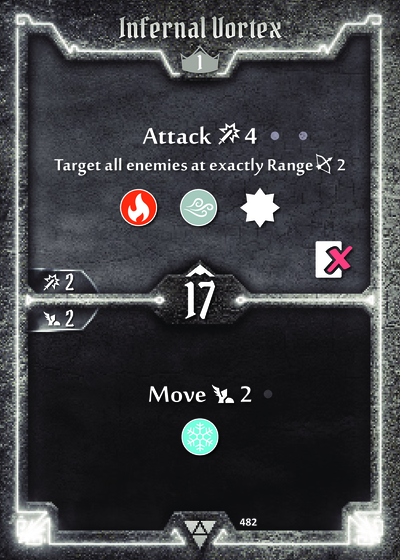 Infernal Vortex
1
Attack 4
Target all enemies at exactly Range 2
2
17
2
Move 2
482